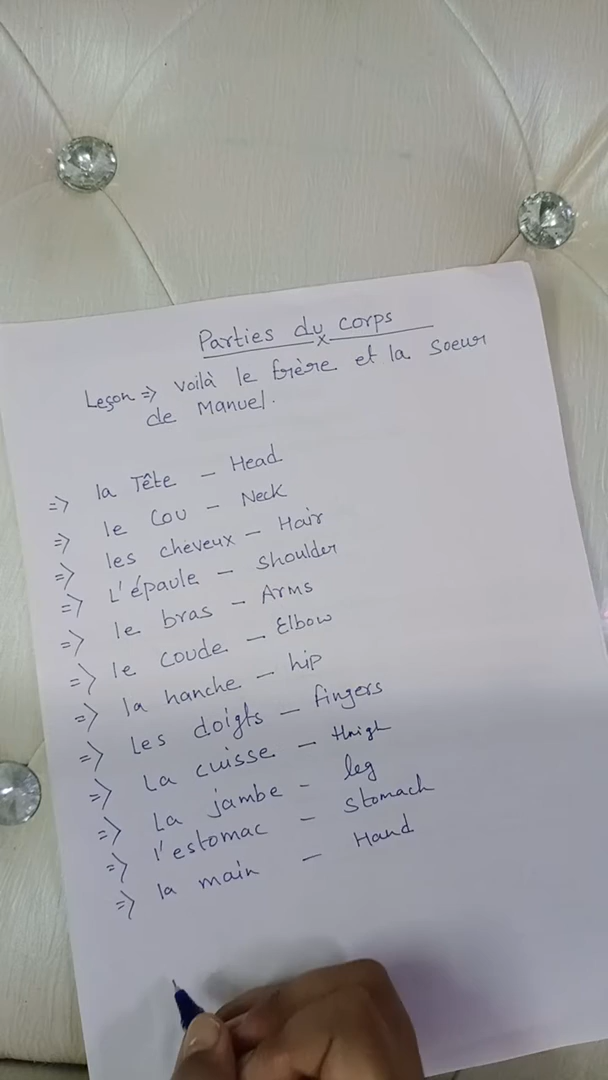 Parties du corps
x
Leçon => voilà le frère et la soeur
de Manuel.
=> la Tête - Head
=> le Cou - Neck
=> les cheveux - Hair
=> L'épaule - shoulder
=> le bras - Arms
=> le coude - Elbow
=> la hanche - hip
=> les doigts - fingers
=> La cuisse - Thigh
=> La jambe - leg
=> l'estomac - stomach
=> la main - Hand